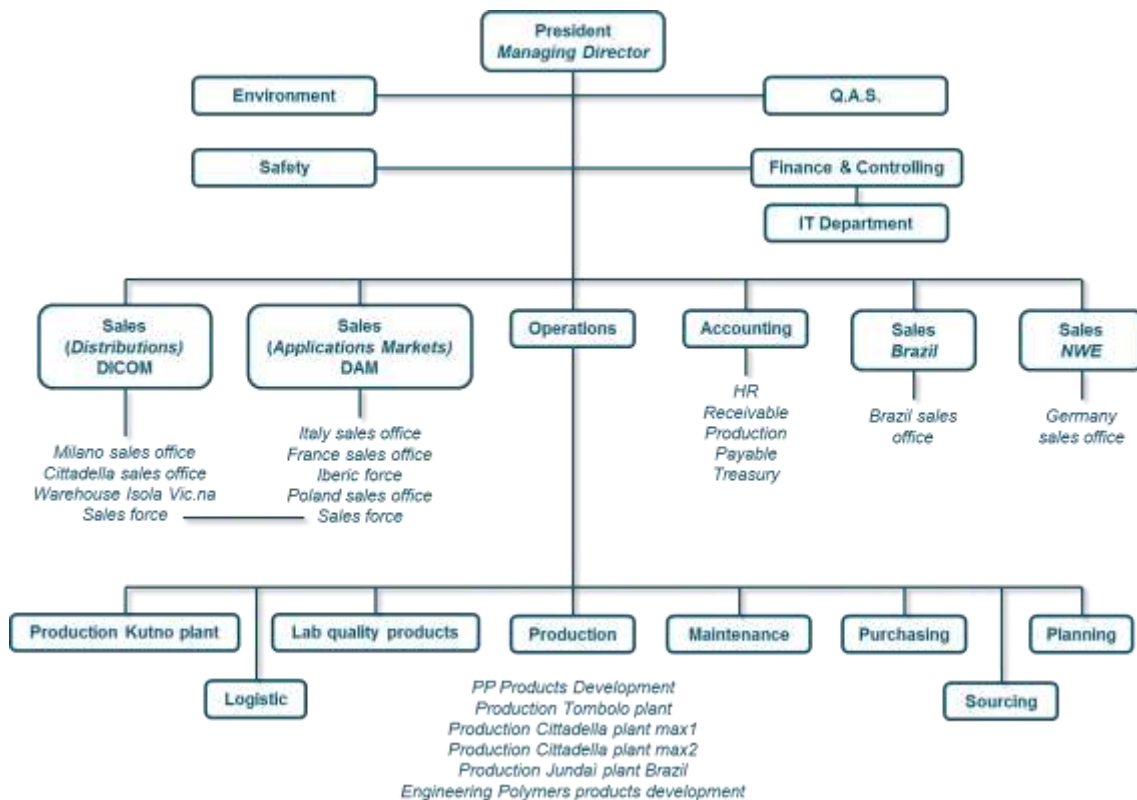 President
Managing Director
Environment
Q.A.S.
Safety
Finance & Controlling
IT Department
Sales
(Distributions)
DICOM
Sales
(Applications Markets)
DAM
Operations
Accounting
Sales
Brazil
Sales
NWE
Milano sales office
Cittadella sales office
Warehouse Isola Vic.na
Sales force
Italy sales office
France sales office
Iberic force
Poland sales office
Sales force
HR
Receivable
Production
Payable
Treasury
Brazil sales
office
Germany
sales office
Production Kutno plant
Lab quality products
Production
Maintenance
Purchasing
Planning
Logistic
Sourcing
PP Products Development
Production Tombolo plant
Production Cittadella plant max1
Production Cittadella plant max2
Production Jundaì plant Brazil
Engineering Polymers products development